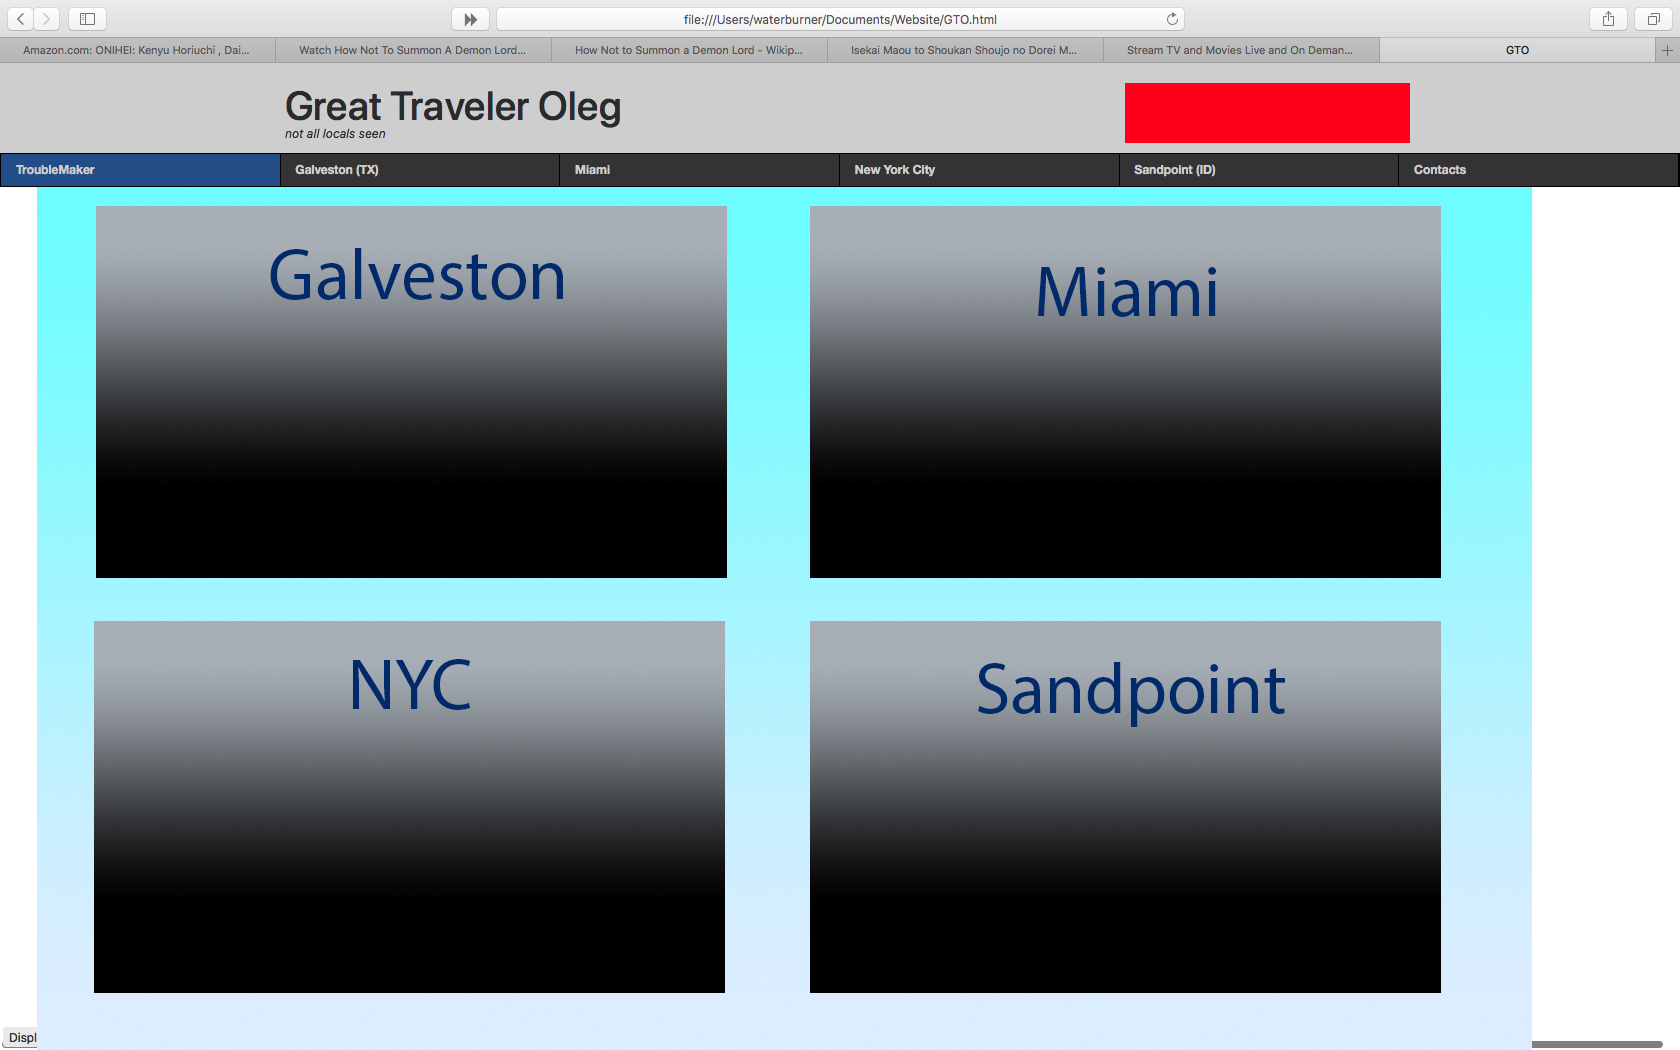 file:///Users/waterburner/Documents/Website/GTO.html
Amazon.com: ONIHEI: Kenyu Horiuchi , Dai...
Watch How Not To Summon A Demon Lord...
How Not to Summon a Demon Lord - Wikip...
Isekai Maou to Shoukan Shoujo no Dorei M...
Stream TV and Movies Live and On Deman...
GTO
Great Traveler Oleg
not all locals seen
TroubleMaker
Galveston (TX)
Miami
New York City
Sandpoint (ID)
Contacts
Galveston
Miami
NYC
Sandpoint
Displ